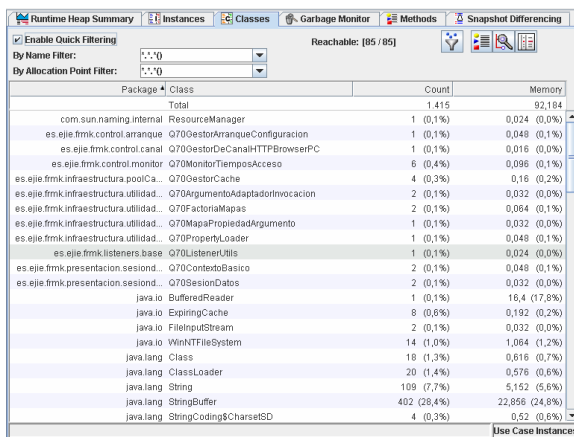 Runtime Heap Summary Instances Classes Garbage Monitor Methods Snapshot Differencing
Enable Quick Filtering Reachable: [85 / 85]
By Name Filter: *.*.*()
By Allocation Point Filter: *.*.*()
Package Class Count Memory
Total 1.415 92,184
com.sun.naming.internal ResourceManager 1 (0,1%) 0,024 (0,0%)
es.ejie.frmk.control.arranque Q70GestorArranqueConfiguracion 1 (0,1%) 0,048 (0,1%)
es.ejie.frmk.control.canal Q70GestorDeCanalHTTPBrowserPC 1 (0,1%) 0,016 (0,0%)
es.ejie.frmk.control.monitor Q70MonitorTiemposAcceso 6 (0,4%) 0,096 (0,1%)
es.ejie.frmk.infraestructura.poolCa... Q70GestorCache 4 (0,3%) 0,16 (0,2%)
es.ejie.frmk.infraestructura.utilidad... Q70ArgumentoAdaptadorInvocacion 2 (0,1%) 0,032 (0,0%)
es.ejie.frmk.infraestructura.utilidad... Q70FactoriaMapas 2 (0,1%) 0,064 (0,1%)
es.ejie.frmk.infraestructura.utilidad... Q70MapaPropiedadArgumento 1 (0,1%) 0,032 (0,0%)
es.ejie.frmk.infraestructura.utilidad... Q70PropertyLoader 1 (0,1%) 0,048 (0,1%)
es.ejie.frmk.listeners.base Q70ListenerUtils 1 (0,1%) 0,024 (0,0%)
es.ejie.frmk.presentacion.sesiond... Q70ContextoBasico 2 (0,1%) 0,048 (0,1%)
es.ejie.frmk.presentacion.sesiond... Q70SesionDatos 2 (0,1%) 0,032 (0,0%)
java.io BufferedReader 1 (0,1%) 16,4 (17,8%)
java.io ExpiringCache 8 (0,6%) 0,192 (0,2%)
java.io FileInputStream 2 (0,1%) 0,032 (0,0%)
java.io WinNTFileSystem 14 (1,0%) 1,064 (1,2%)
java.lang Class 18 (1,3%) 0,616 (0,7%)
java.lang ClassLoader 20 (1,4%) 0,576 (0,6%)
java.lang String 109 (7,7%) 5,152 (5,6%)
java.lang StringBuffer 402 (28,4%) 22,856 (24,8%)
java.lang StringCoding$CharsetSD 4 (0,3%) 0,52 (0,6%)
Use Case Instances